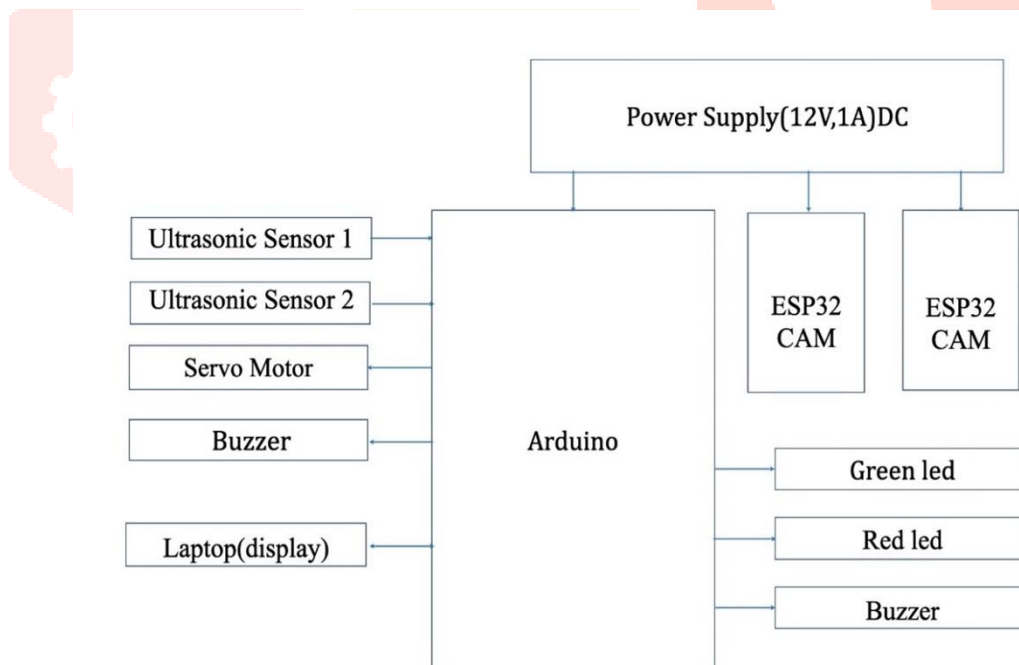 Power Supply(12V,1A)DC
Ultrasonic Sensor 1
Ultrasonic Sensor 2
Servo Motor
Buzzer
Laptop(display)
Arduino
ESP32
CAM
ESP32
CAM
Green led
Red led
Buzzer